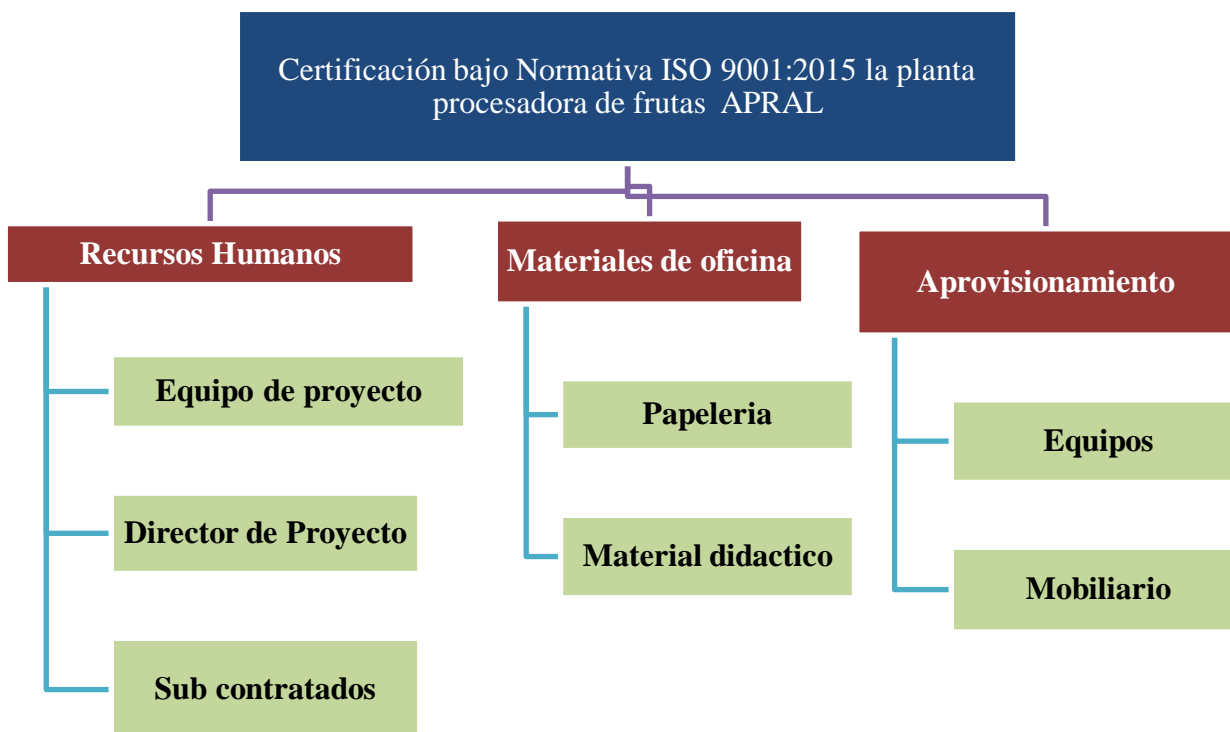 Certificación bajo Normativa ISO 9001:2015 la planta
procesadora de frutas APRAL
Recursos Humanos
Equipo de proyecto
Director de Proyecto
Sub contratados
Materiales de oficina
Papeleria
Material didactico
Aprovisionamiento
Equipos
Mobiliario